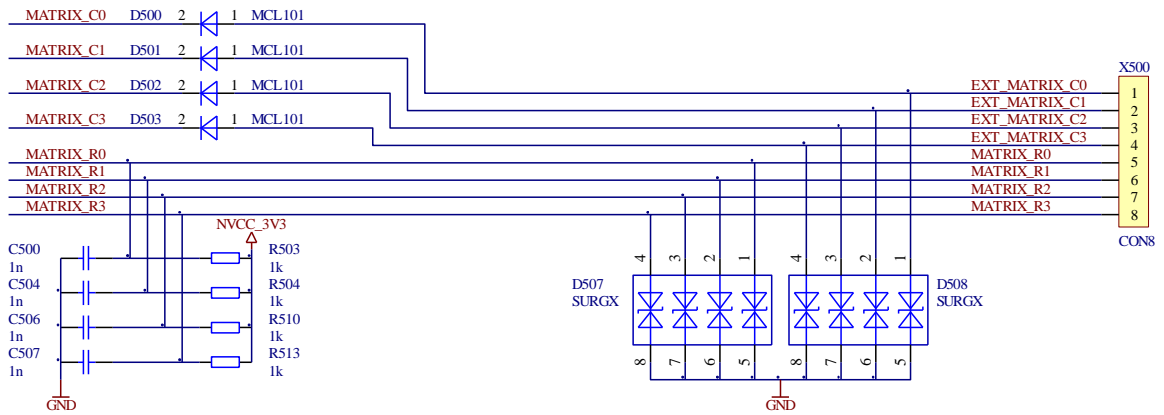 MATRIX_C0 D500 2 1 MCL101
MATRIX_C1 D501 2 1 MCL101
MATRIX_C2 D502 2 1 MCL101
MATRIX_C3 D503 2 1 MCL101
MATRIX_R0
MATRIX_R1
MATRIX_R2
MATRIX_R3
X500
EXT_MATRIX_C0 1
EXT_MATRIX_C1 2
EXT_MATRIX_C2 3
EXT_MATRIX_C3 4
MATRIX_R0 5
MATRIX_R1 6
MATRIX_R2 7
MATRIX_R3 8
CON8
NVCC_3V3
C500 R503
1n 1k
C504 R504
1n 1k
C506 R510
1n 1k
C507 R513
1n 1k
GND
4 3 2 1
D507
SURGX
8 7 6 5
4 3 2 1
D508
SURGX
8 7 6 5
GND